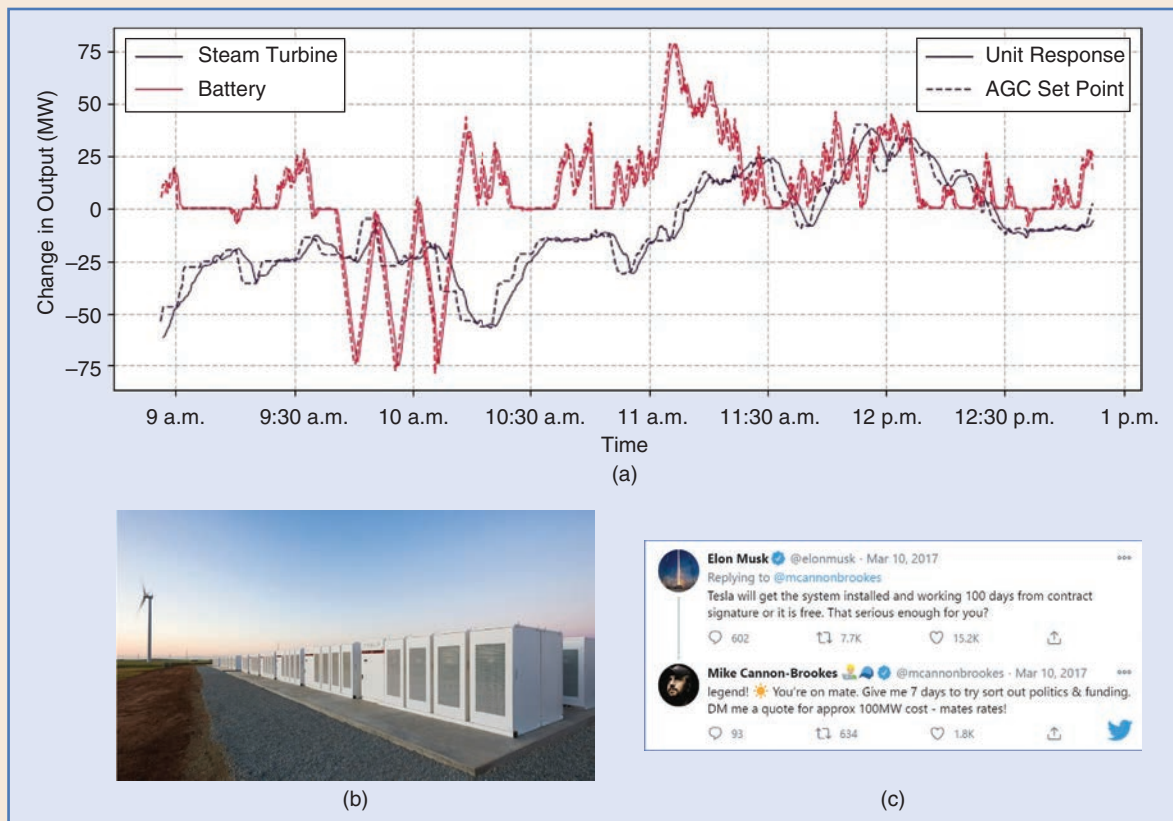 Steam Turbine
Battery
Unit Response
AGC Set Point
Change in Output (MW)
75
50
25
0
–25
–50
–75
9 a.m.
9:30 a.m.
10 a.m.
10:30 a.m.
11 a.m.
11:30 a.m.
12 p.m.
12:30 p.m.
1 p.m.
Time
(a)
(b)
Elon Musk @elonmusk - Mar 10, 2017
Replying to @mcannonbrookes
Tesla will get the system installed and working 100 days from contract
signature or it is free. That serious enough for you?
602 7.7K 15.2K
Mike Cannon-Brookes @mcannonbrookes - Mar 10, 2017
legend! ☀️ You're on mate. Give me 7 days to try sort out politics & funding.
DM me a quote for approx 100MW cost - mates rates!
93 634 1.8K
(c)